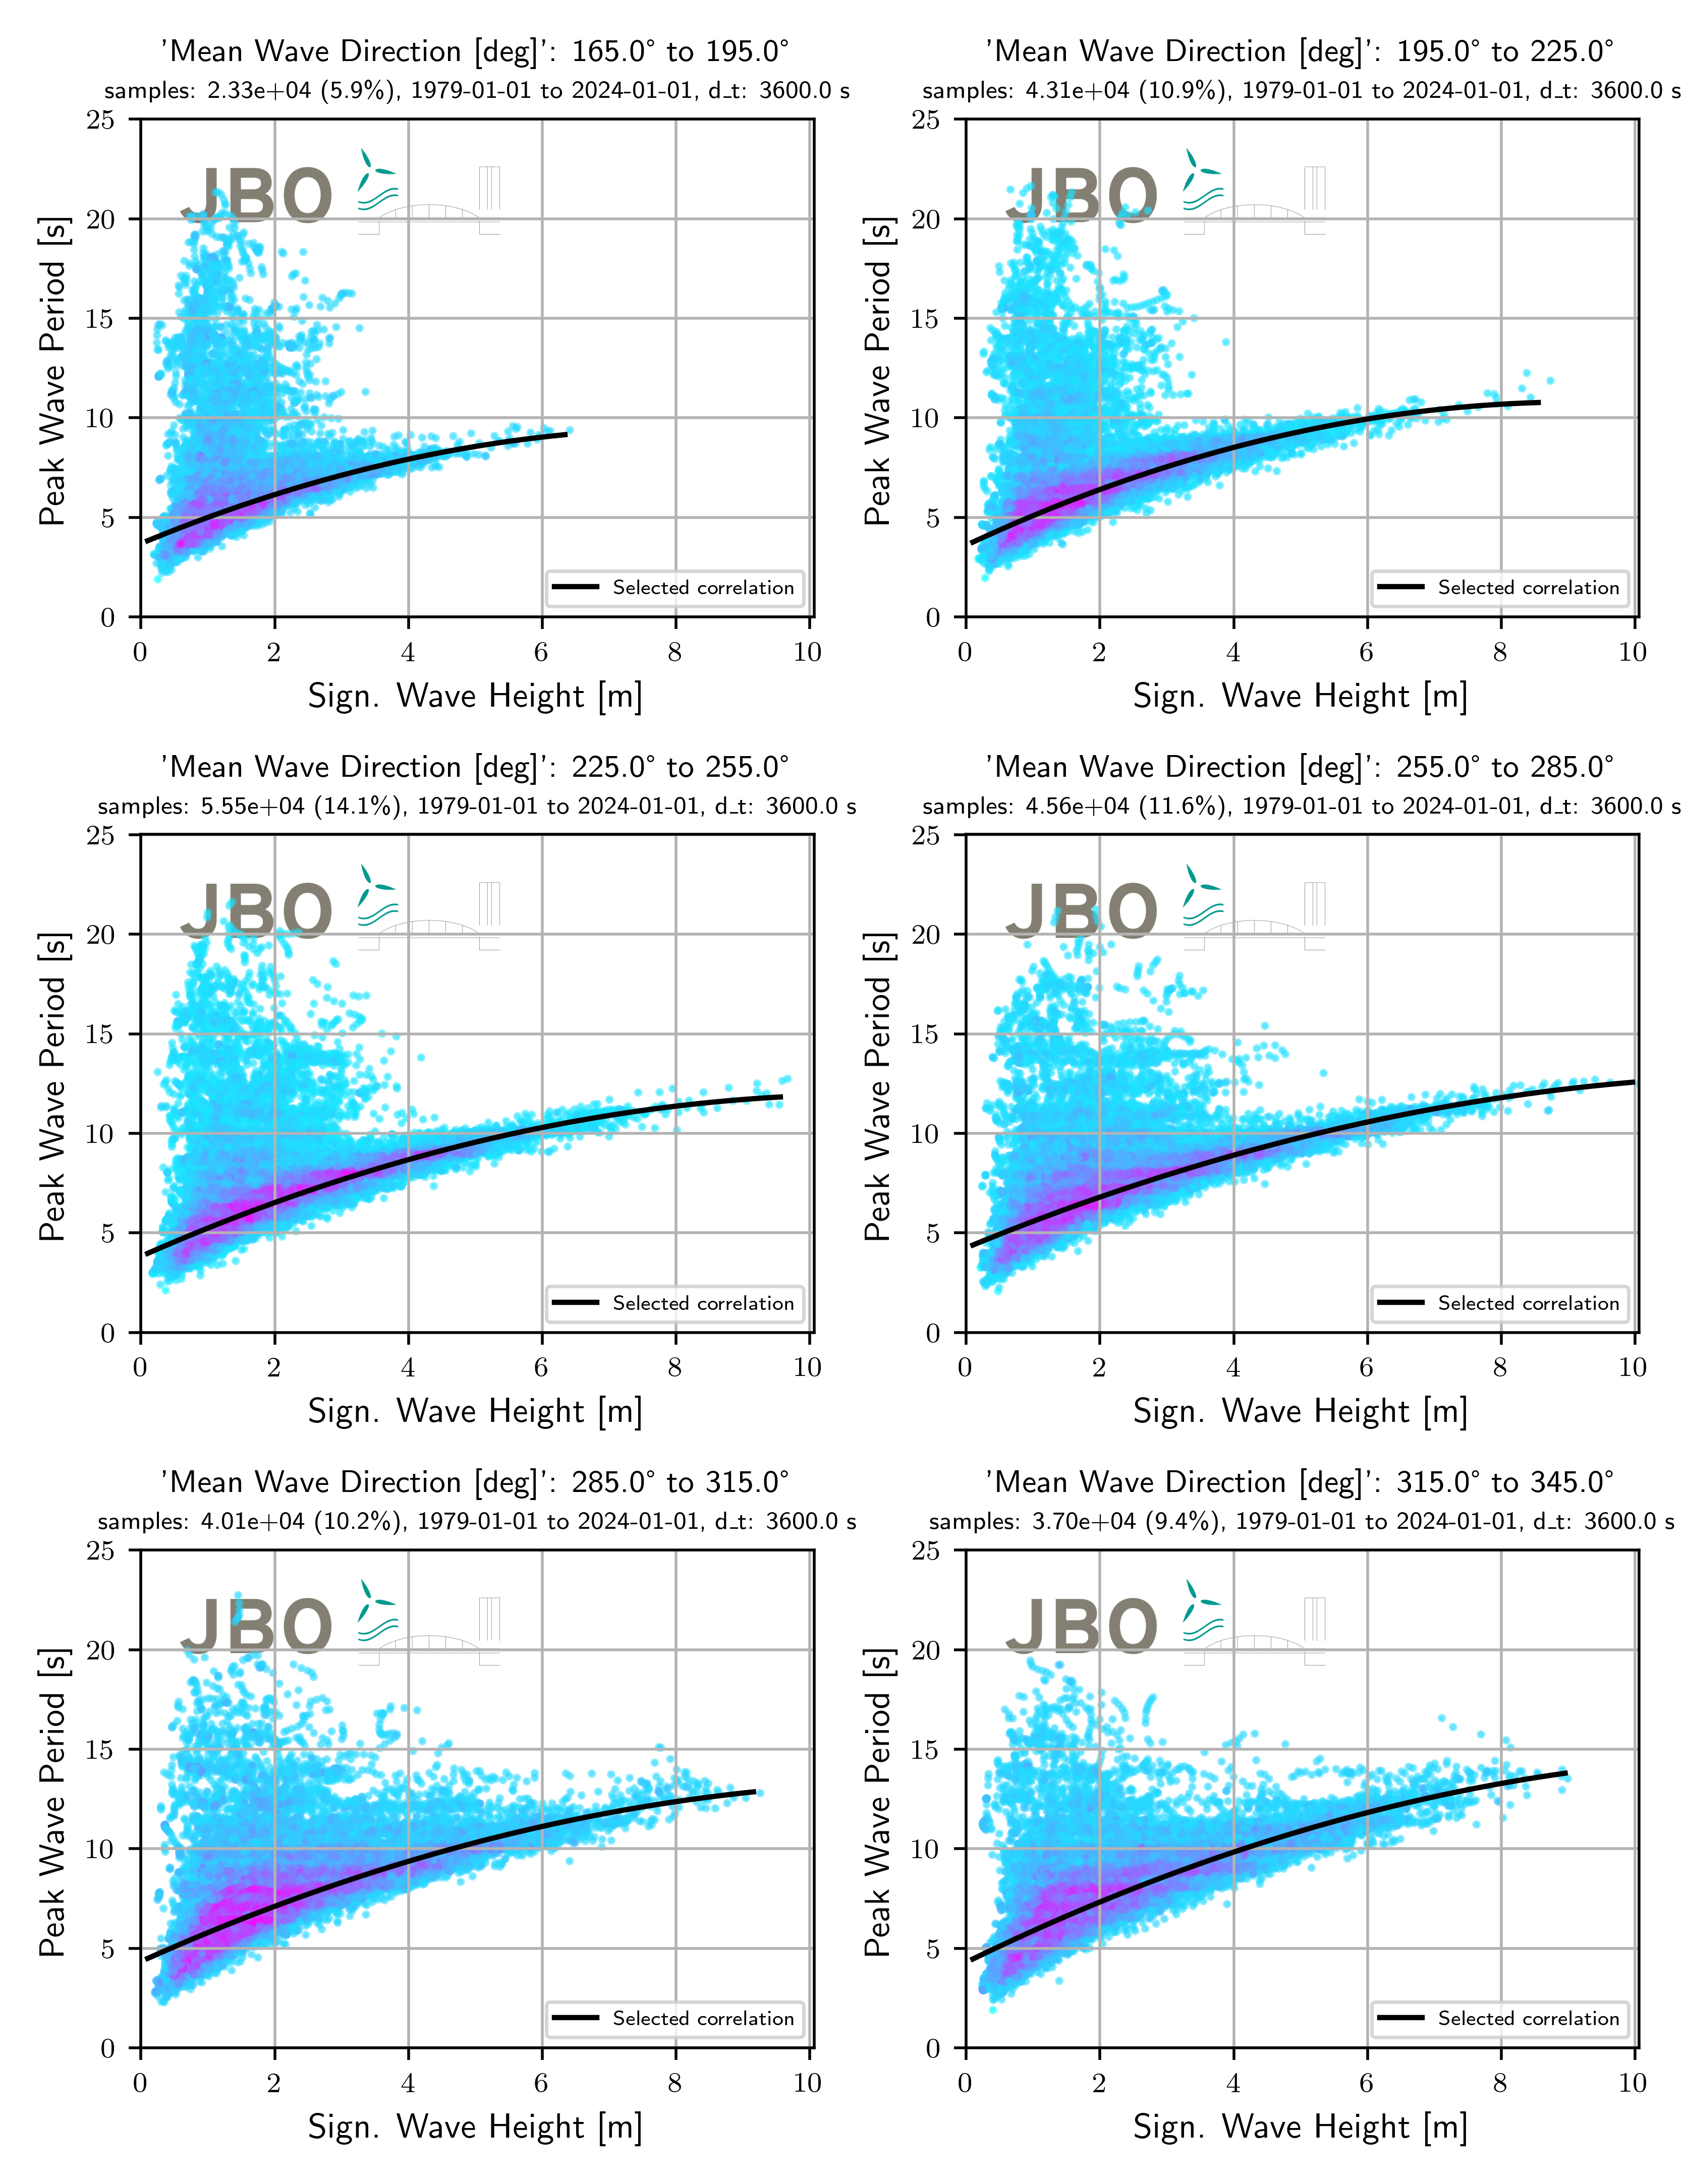 'Mean Wave Direction [deg]': 165.0° to 195.0°
samples: 2.33e+04 (5.9%), 1979-01-01 to 2024-01-01, d_t: 3600.0 s
JBO
Peak Wave Period [s]
25
20
15
10
5
0
Selected correlation
0 2 4 6 8 10
Sign. Wave Height [m]
'Mean Wave Direction [deg]': 195.0° to 225.0°
samples: 4.31e+04 (10.9%), 1979-01-01 to 2024-01-01, d_t: 3600.0 s
JBO
Peak Wave Period [s]
25
20
15
10
5
0
Selected correlation
0 2 4 6 8 10
Sign. Wave Height [m]
'Mean Wave Direction [deg]': 225.0° to 255.0°
samples: 5.55e+04 (14.1%), 1979-01-01 to 2024-01-01, d_t: 3600.0 s
JBO
Peak Wave Period [s]
25
20
15
10
5
0
Selected correlation
0 2 4 6 8 10
Sign. Wave Height [m]
'Mean Wave Direction [deg]': 255.0° to 285.0°
samples: 4.56e+04 (11.6%), 1979-01-01 to 2024-01-01, d_t: 3600.0 s
JBO
Peak Wave Period [s]
25
20
15
10
5
0
Selected correlation
0 2 4 6 8 10
Sign. Wave Height [m]
'Mean Wave Direction [deg]': 285.0° to 315.0°
samples: 4.01e+04 (10.2%), 1979-01-01 to 2024-01-01, d_t: 3600.0 s
JBO
Peak Wave Period [s]
25
20
15
10
5
0
Selected correlation
0 2 4 6 8 10
Sign. Wave Height [m]
'Mean Wave Direction [deg]': 315.0° to 345.0°
samples: 3.70e+04 (9.4%), 1979-01-01 to 2024-01-01, d_t: 3600.0 s
JBO
Peak Wave Period [s]
25
20
15
10
5
0
Selected correlation
0 2 4 6 8 10
Sign. Wave Height [m]